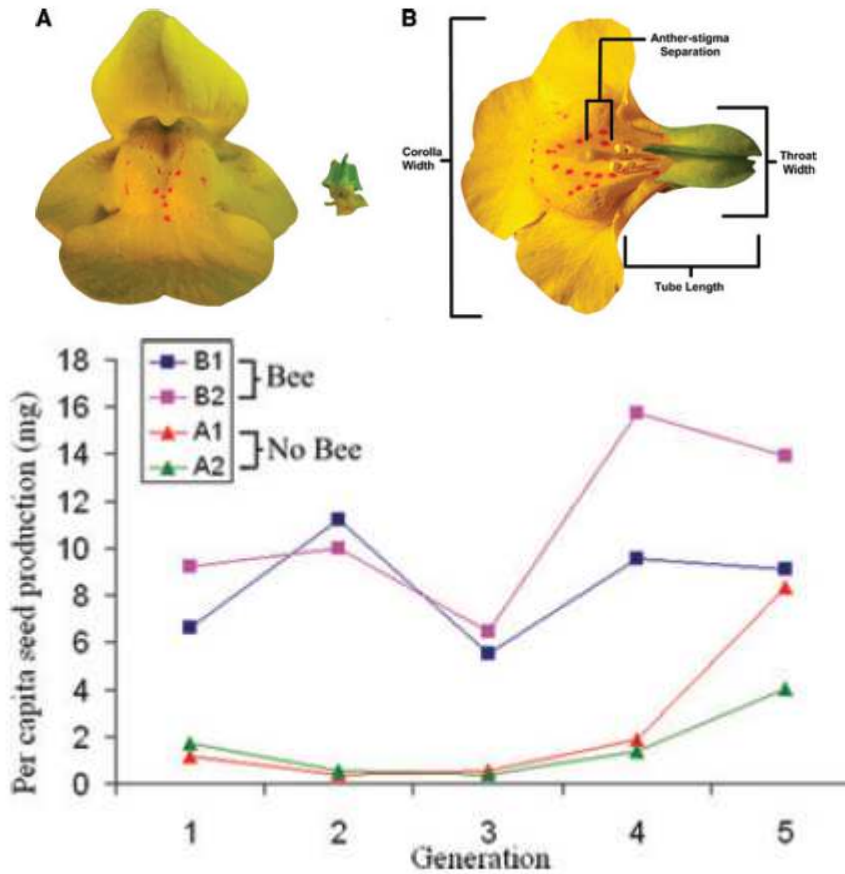 A
B
Anther-stigma
Separation
Corolla
Width
Throat
Width
Tube Length
Per capita seed production (mg)
18
16
14
12
10
8
6
4
2
0
B1
B2
Bee
A1
A2
No Bee
1 2 3 4 5
Generation